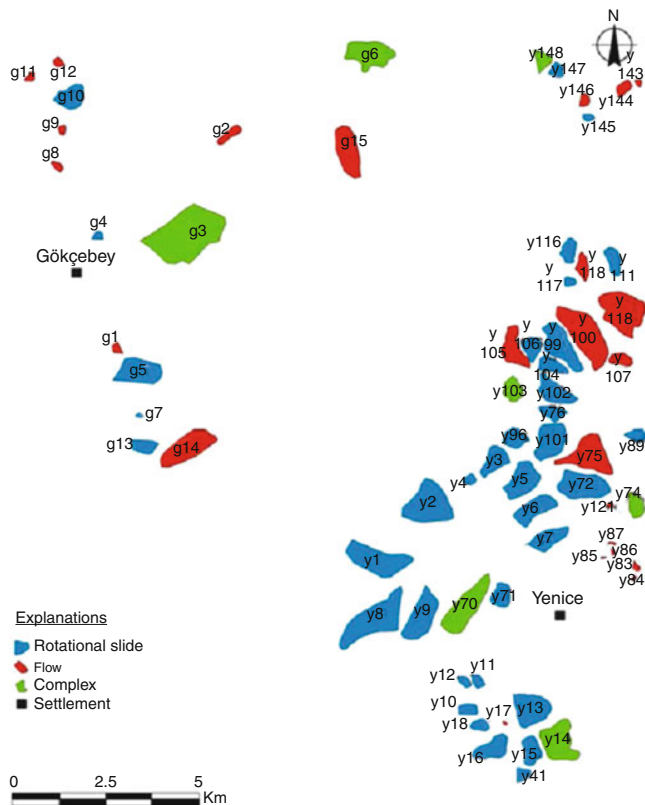 N
g6
y148
y147
y
143
g11
g12
g10
y146
y144
y145
g9
g2
g15
g8
g4
g3
Gökçebey
y116
y
118
y
111
y
117
y
118
y
100
y
99
y
106
y
105
y
104
y
107
g1
g5
y103
y102
y76
g7
g13
g14
y96
y101
y89
y3
y75
y4
y5
y72
y74
y2
y6
y121
y7
y87
y86
y85
y83
y84
y1
y70
y71
Yenice
y8
y9
Explanations
Rotational slide
Flow
Complex
Settlement
y12
y11
y10
y17
y13
y18
y14
y16
y15
y41
0 2.5 5
Km